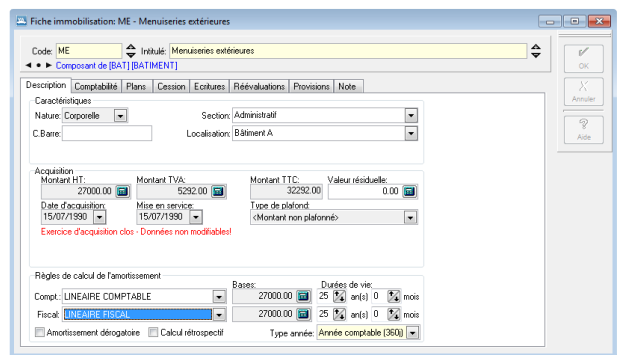 Fiche immobilisation: ME - Menuiseries extérieures
Code: ME Intitulé: Menuiseries extérieures
Composant de [BAT] [BATIMENT]
OK
Annuler
Aide
Description Comptabilité Plans Cession Ecritures Réévaluations Provisions Note
Caractéristiques
Nature: Corporelle Section: Administratif
C.Barre: Localisation: Bâtiment A
Acquisition
Montant HT: Montant TVA: Montant TTC: Valeur résiduelle:
27000.00 5292.00 32292.00 0.00
Date d'acquisition: Mise en service: Type de plafond:
15/07/1990 15/07/1990 <Montant non plafonné>
Exercice d'acquisition clos - Données non modifiables!
Règles de calcul de l'amortissement
Bases: Durées de vie:
Compt.: LINEAIRE COMPTABLE 27000.00 25 an(s) 0 mois
Fiscal: LINEAIRE FISCAL 27000.00 25 an(s) 0 mois
Amortissement dérogatoire Calcul rétrospectif Type année: Année comptable (360j)